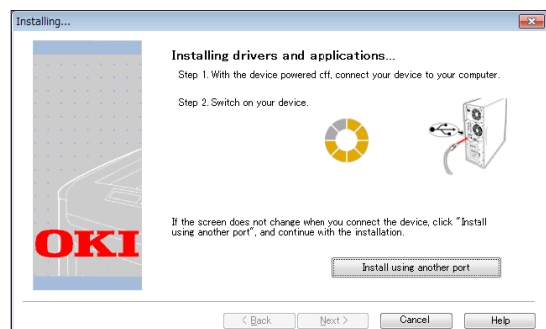 Installing...
Installing drivers and applications...
Step 1. With the device powered off, connect your device to your computer.
Step 2. Switch on your device.
If the screen does not change when you connect the device, click "Install
using another port", and continue with the installation.
OKI
Install using another port
< Back
Next >
Cancel
Help